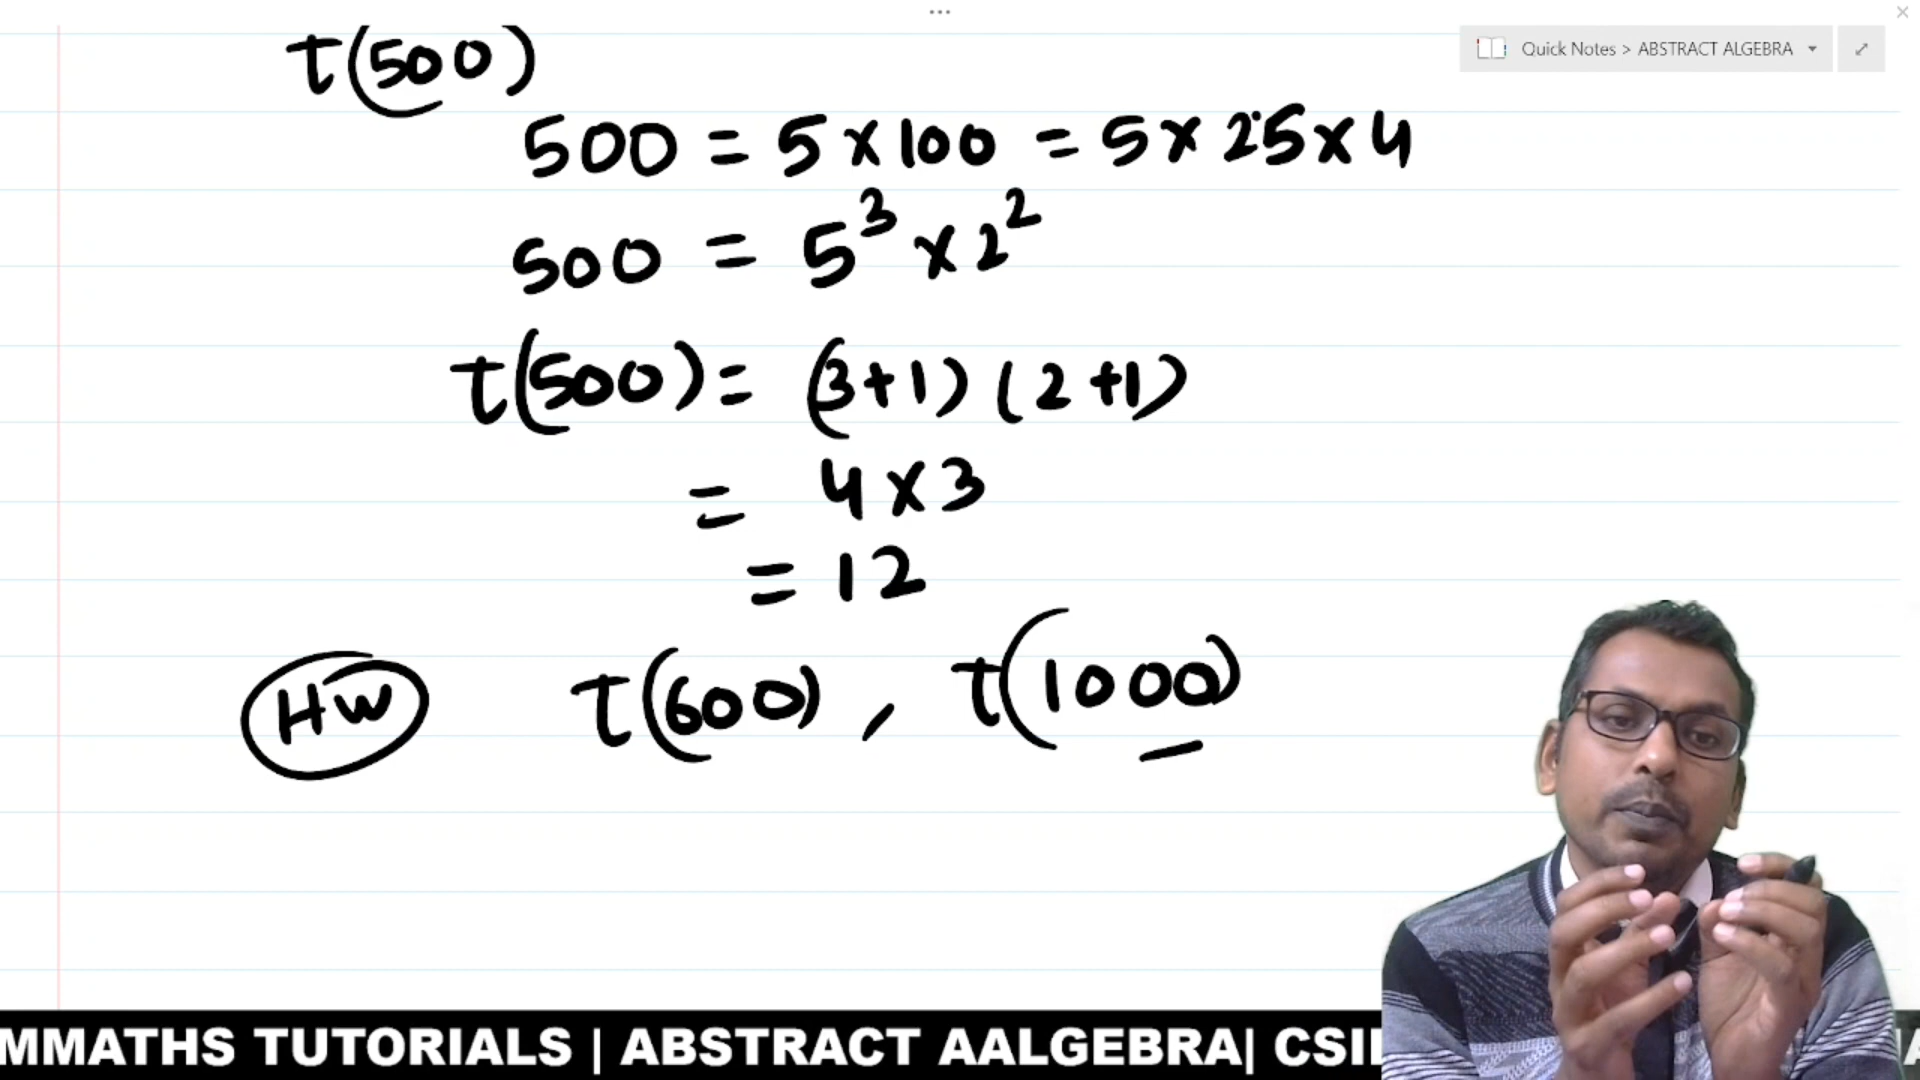 τ(500)
500 = 5 × 100 = 5 × 25 × 4
500 = 5³ × 2²
τ(500) = (3+1) (2+1)
= 4 × 3
= 12
HW τ(600) , τ(1000)
Quick Notes > ABSTRACT ALGEBRA
MMATHS TUTORIALS | ABSTRACT AALGEBRA| CSI